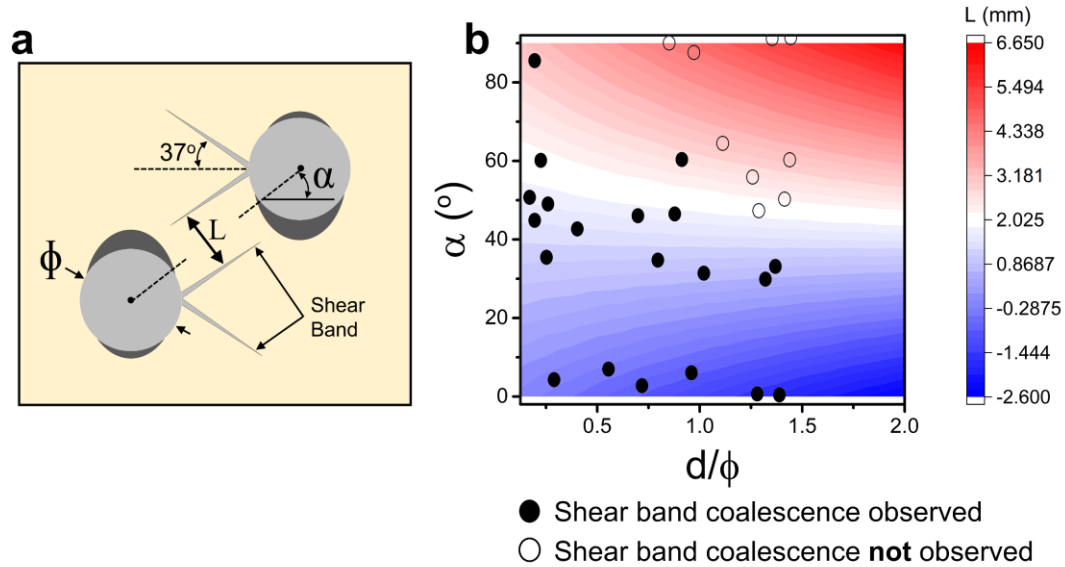 a
37°
α
L
ϕ
Shear
Band
b
L (mm)
α (°)
80
60
40
20
0
0.5
1.0
1.5
2.0
d/ϕ
6.650
5.494
4.338
3.181
2.025
0.8687
-0.2875
-1.444
-2.600
Shear band coalescence observed
Shear band coalescence not observed